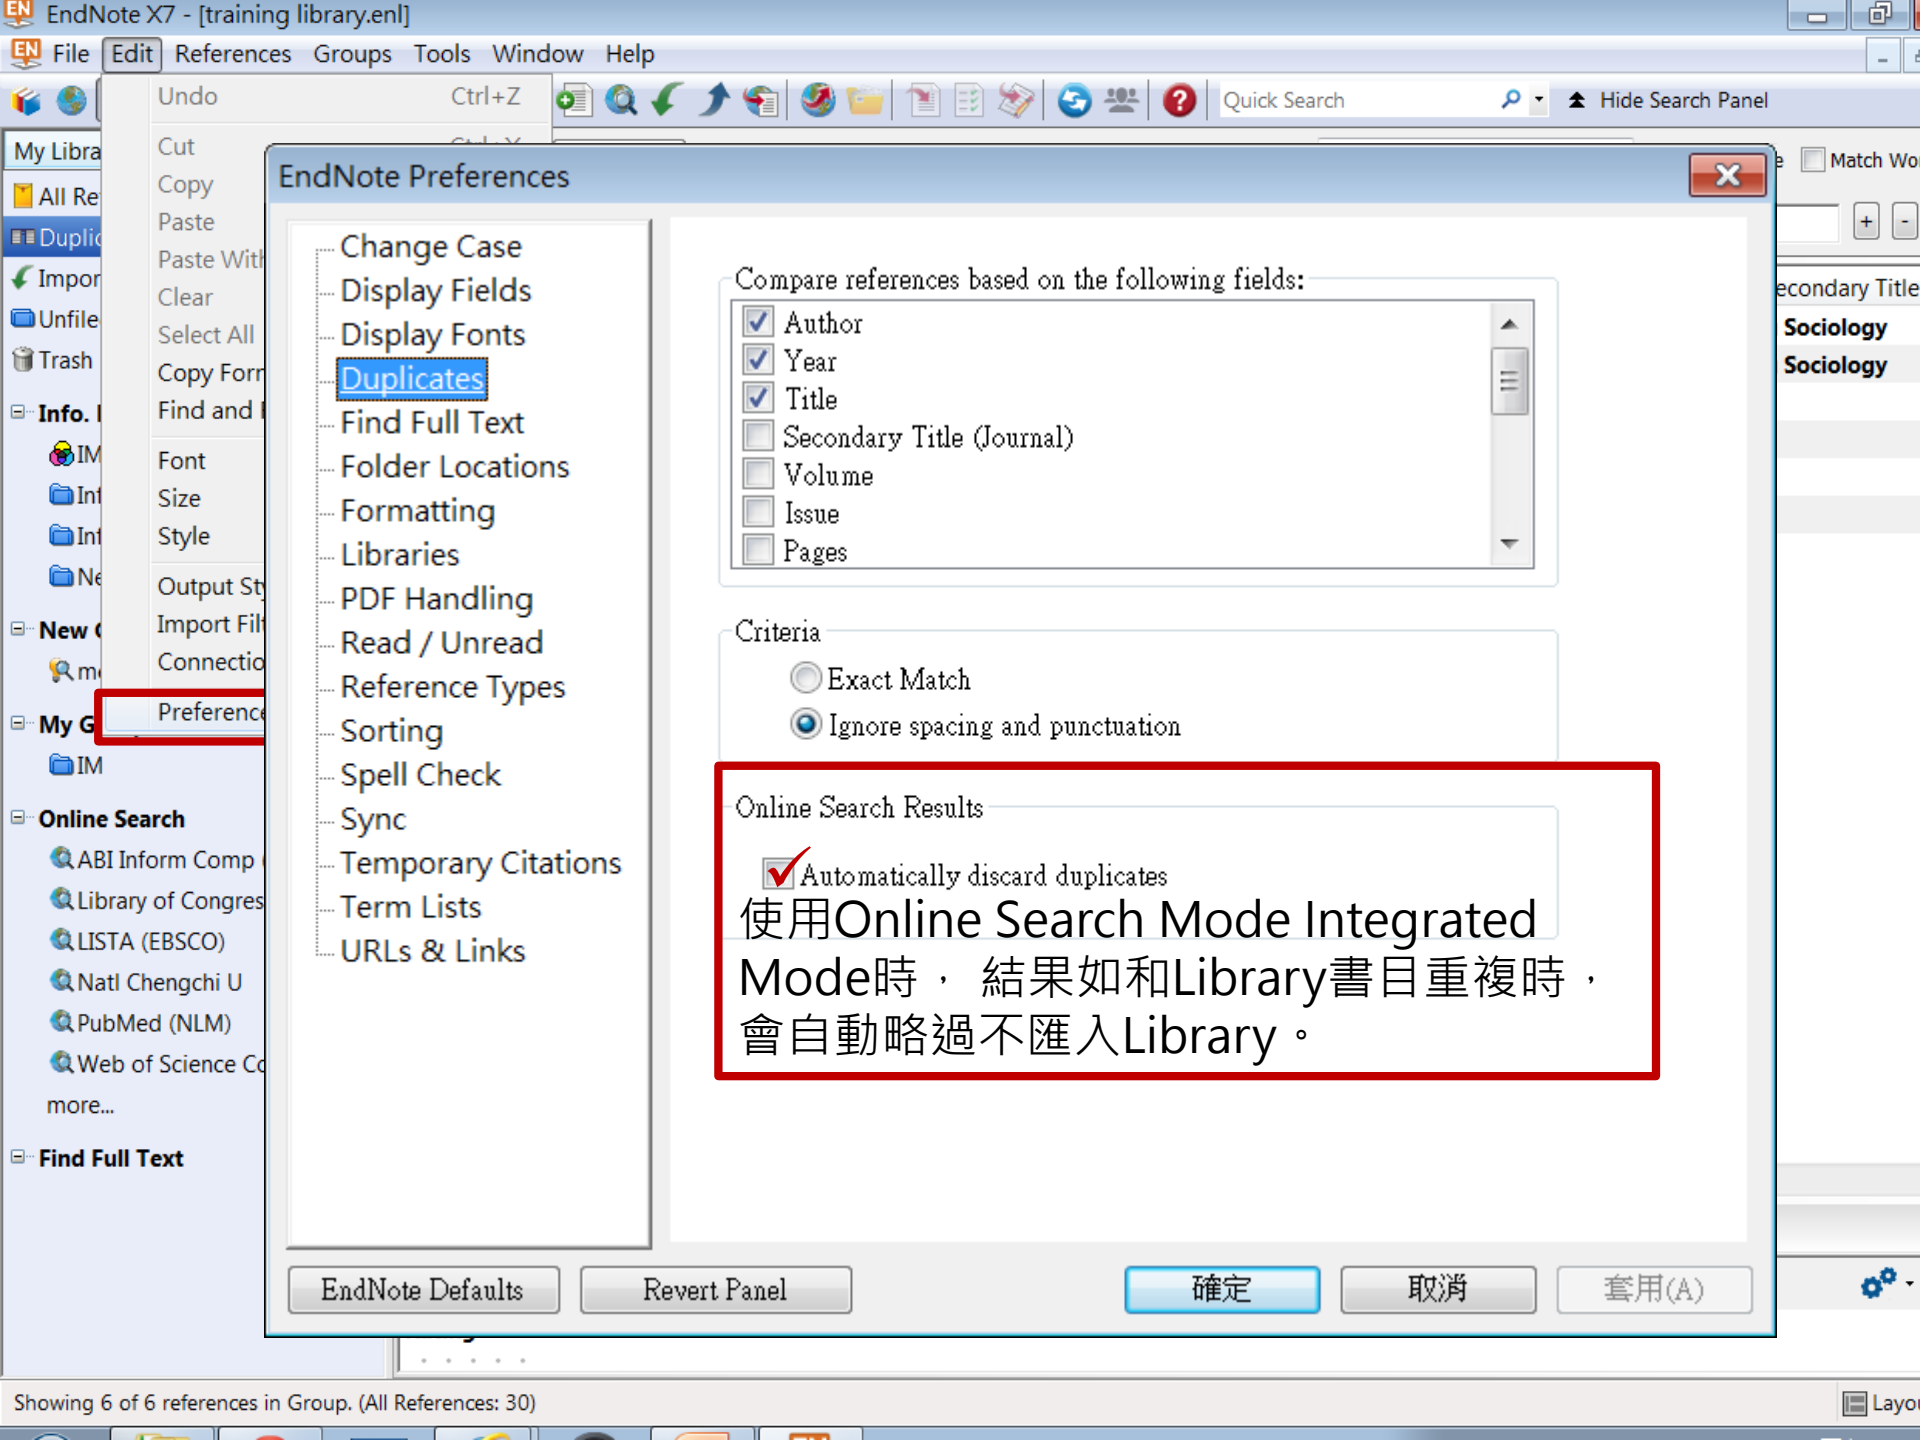 EndNote X7 - [training library.enl]
File Edit References Groups Tools Window Help
Undo Ctrl+Z
Quick Search
Hide Search Panel
Cut
Copy
Paste
Clear
Select All
Find and
Font
Size
Style
My
All
Match
Trash
Info.
New
My
IM
Online Search
ABI Inform Comp
Library of
LISTA (EBSCO)
Natl Chengchi U
PubMed (NLM)
Web of Science
more...
Find Full Text
EndNote Preferences
Change Case
Display Fields
Display Fonts
Duplicates
Find Full Text
Folder Locations
Formatting
Libraries
PDF Handling
Read / Unread
Reference Types
Sorting
Spell Check
Sync
Temporary Citations
Term Lists
URLs & Links
Compare references based on the following fields:
Author
Year
Title
Secondary Title (Journal)
Volume
Issue
Pages
Criteria
Exact Match
Ignore spacing and punctuation
Online Search Results
Automatically discard duplicates
使用Online Search Mode Integrated
Mode時，結果如和Library書目重複時，
會自動略過不匯入Library。
EndNote Defaults
Revert Panel
確定
取消
套用(A)
Title
Sociology
Sociology
Showing 6 of 6 references in Group. (All References: 30)